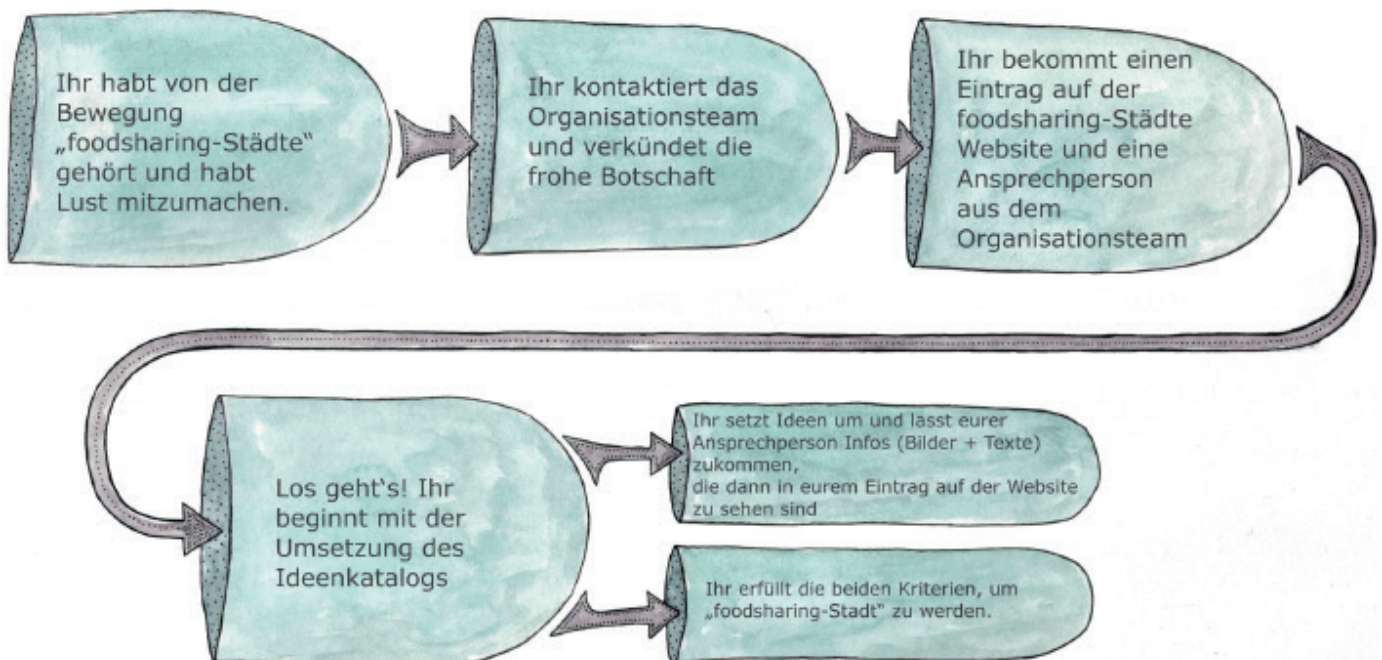 Ihr habt von der
Bewegung
„foodsharing-Städte“
gehört und habt
Lust mitzumachen.
Ihr kontaktiert das
Organisationsteam
und verkündet die
frohe Botschaft
Ihr bekommt einen
Eintrag auf der
foodsharing-Städte
Website und eine
Ansprechperson
aus dem
Organisationsteam
Los geht‘s! Ihr
beginnt mit der
Umsetzung des
Ideenkatalogs
Ihr setzt Ideen um und lasst eurer
Ansprechperson Infos (Bilder + Texte)
zukommen,
die dann in eurem Eintrag auf der Website
zu sehen sind
Ihr erfüllt die beiden Kriterien, um
„foodsharing-Stadt“ zu werden.